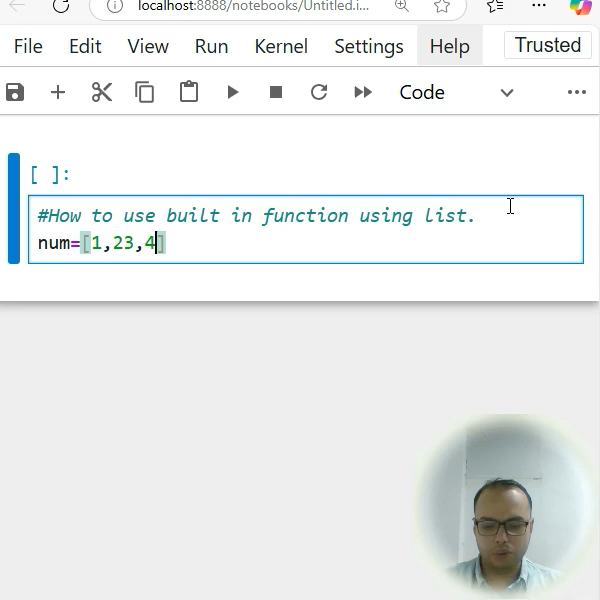 localhost:8888/notebooks/Untitled.i...
File Edit View Run Kernel Settings Help Trusted
Code
[ ]:
#How to use built in function using list.
num=[1,23,4]